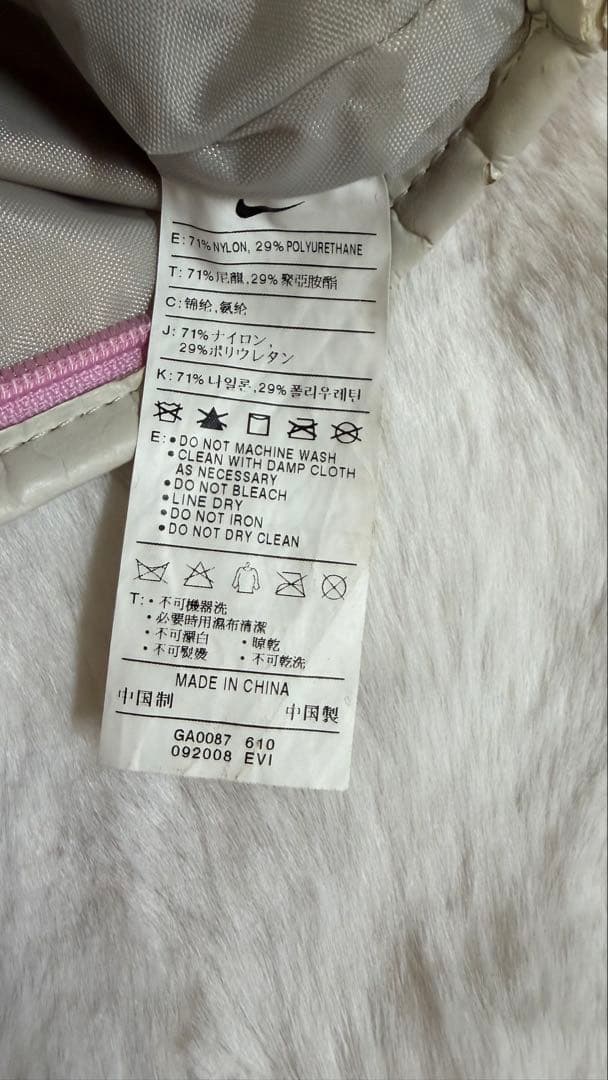 E: 71% NYLON, 29% POLYURETHANE
T: 71%尼龍,29% 聚亞胺酯
C: 锦纶,氨纶
J: 71%ナイロン,
29%ポリウレタン
K: 71% 나일론,29%폴리우레틴
E: •DO NOT MACHINE WASH
•CLEAN WITH DAMP CLOTH
AS NECESSARY
•DO NOT BLEACH
•LINE DRY
•DO NOT IRON
•DO NOT DRY CLEAN
T: •不可機器洗
•必要時用濕布清潔
•不可漂白 •晾乾
•不可熨燙 •不可乾洗
MADE IN CHINA
中国制 中国製
GA0087 610
092008 EVI